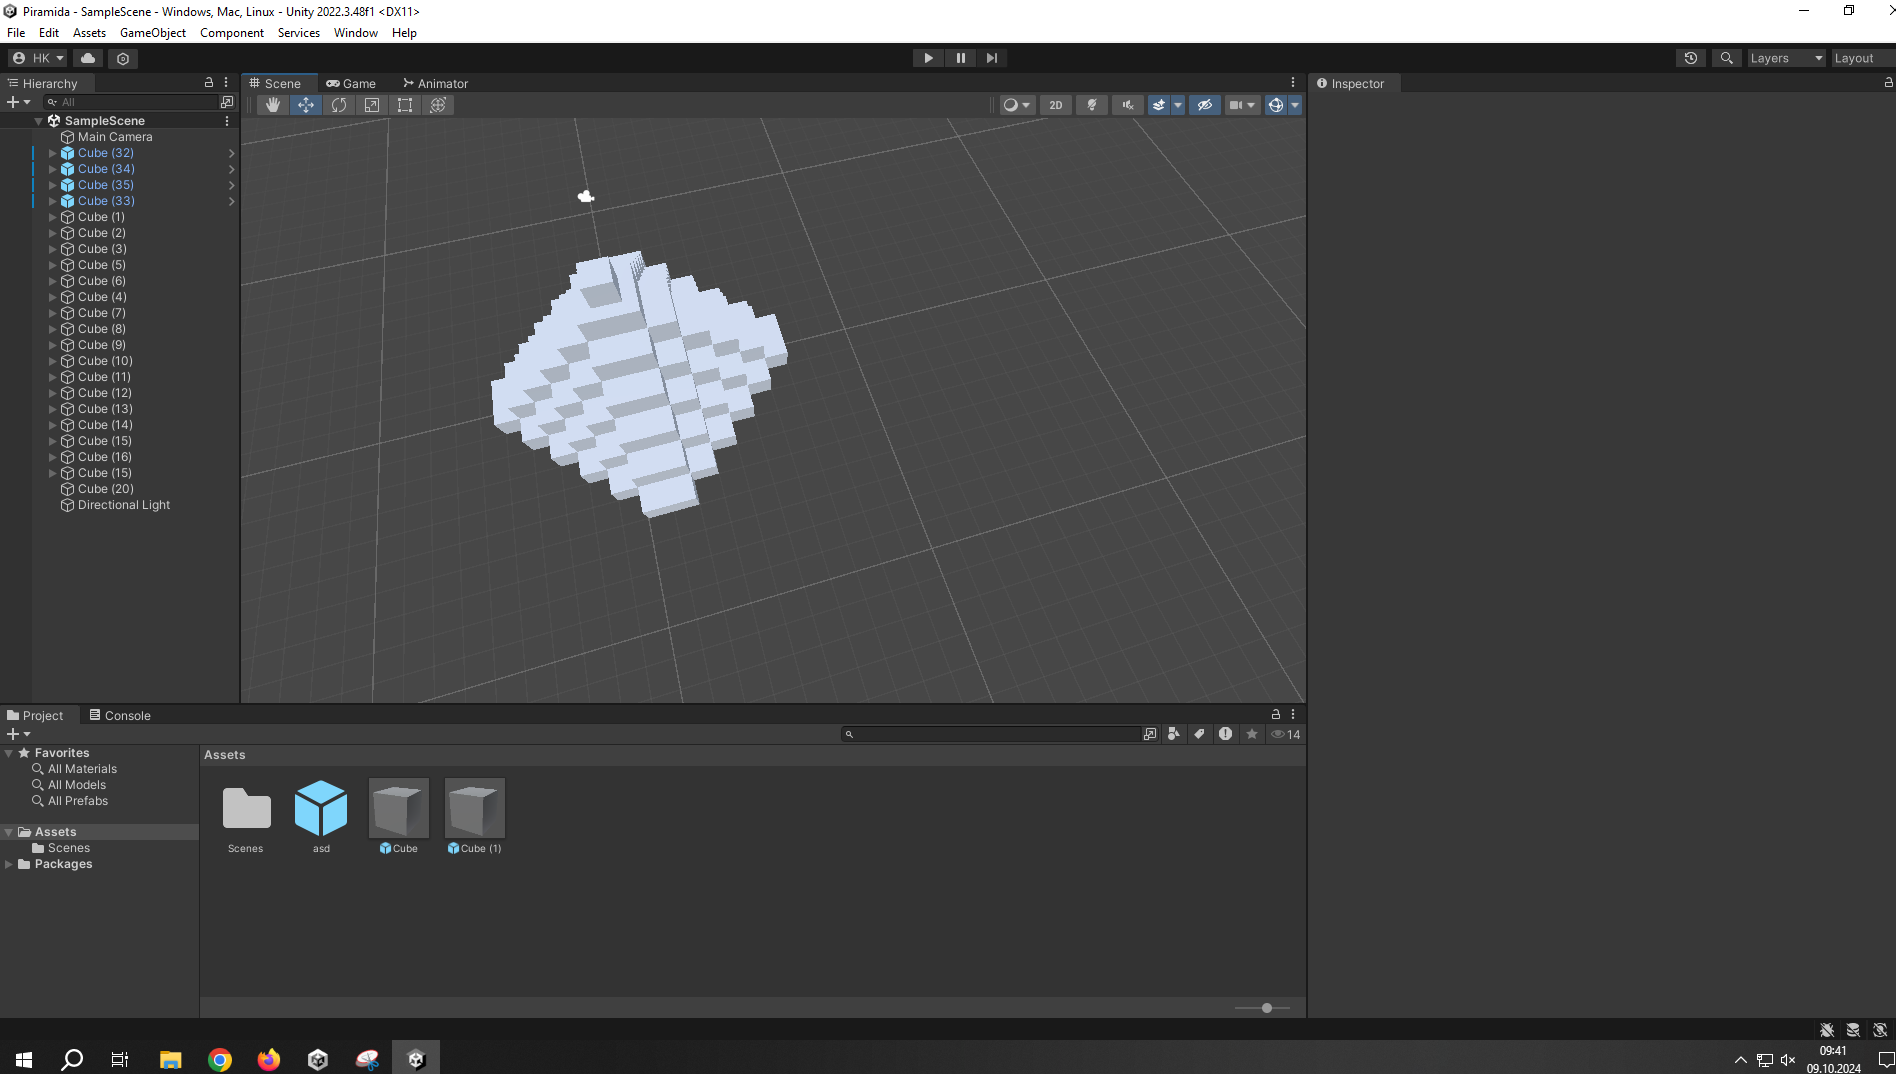 Piramida - SampleScene - Windows, Mac, Linux - Unity 2022.3.48f1 <DX11>
File Edit Assets GameObject Component Services Window Help
HK
Layers
Layout
Hierarchy
Scene
Game
Animator
Inspector
All
2D
SampleScene
Main Camera
Cube (32)
Cube (34)
Cube (35)
Cube (33)
Cube (1)
Cube (2)
Cube (3)
Cube (5)
Cube (6)
Cube (4)
Cube (7)
Cube (8)
Cube (9)
Cube (10)
Cube (11)
Cube (12)
Cube (13)
Cube (14)
Cube (15)
Cube (16)
Cube (15)
Cube (20)
Directional Light
Project
Console
14
Favorites
All Materials
All Models
All Prefabs
Assets
Scenes
Packages
Assets
Scenes
asd
Cube
Cube (1)
09:41
09.10.2024